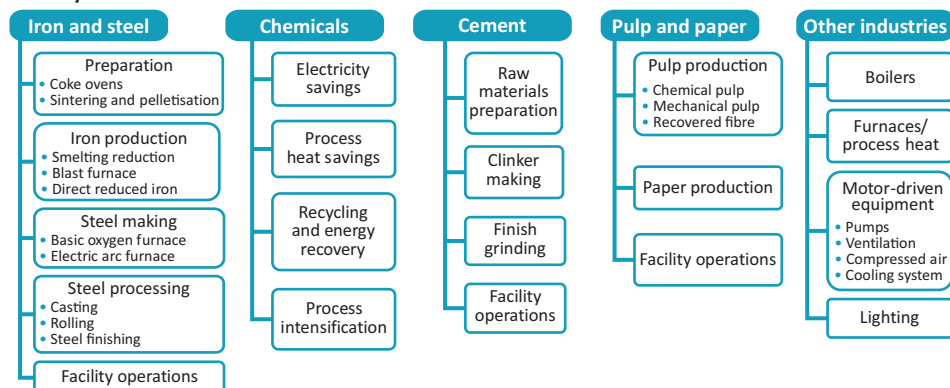 Iron and steel
Preparation
• Coke ovens
• Sintering and pelletisation
Iron production
• Smelting reduction
• Blast furnace
• Direct reduced iron
Steel making
• Basic oxygen furnace
• Electric arc furnace
Steel processing
• Casting
• Rolling
• Steel finishing
Facility operations
Chemicals
Electricity
savings
Process
heat savings
Recycling
and energy
recovery
Process
intensification
Cement
Raw
materials
preparation
Clinker
making
Finish
grinding
Facility
operations
Pulp and paper
Pulp production
• Chemical pulp
• Mechanical pulp
• Recovered fibre
Paper production
Facility operations
Other industries
Boilers
Furnaces/
process heat
Motor-driven
equipment
• Pumps
• Ventilation
• Compressed air
• Cooling system
Lighting